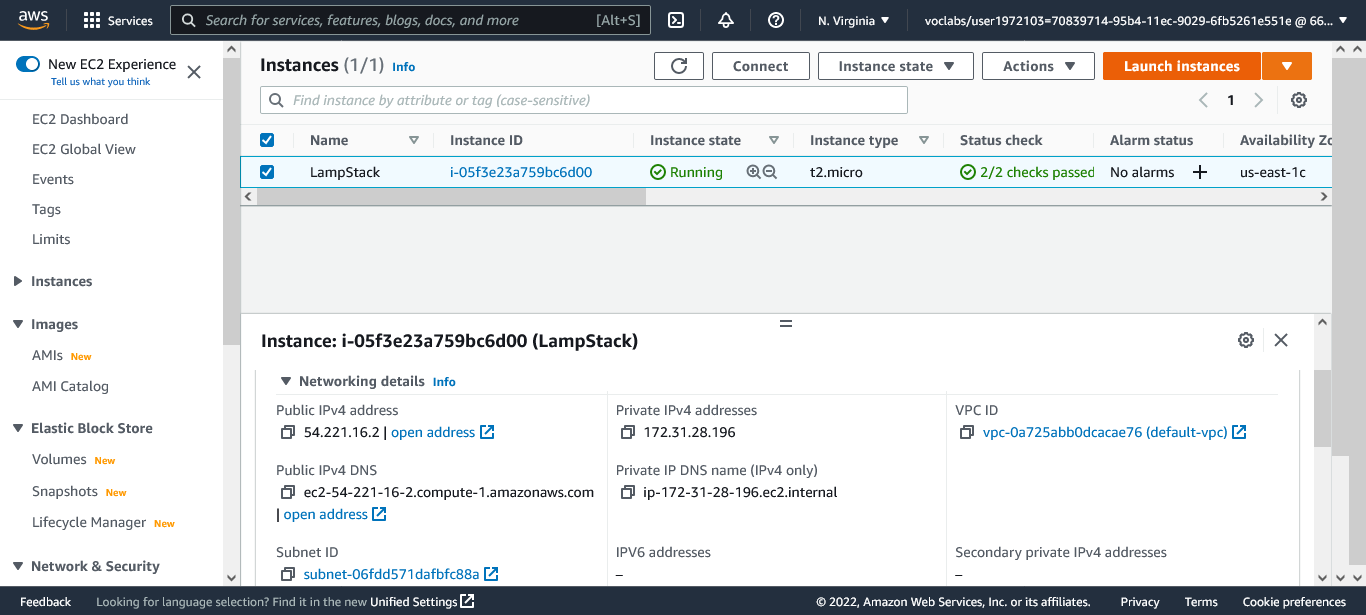 aws
Services
Search for services, features, blogs, docs, and more [Alt+S]
N. Virginia
voclabs/user1972103=70839714-95b4-11ec-9029-6fb5261e551e @ 66...
New EC2 Experience
Tell us what you think
EC2 Dashboard
EC2 Global View
Events
Tags
Limits
Instances
Images
AMIs New
AMI Catalog
Elastic Block Store
Volumes New
Snapshots New
Lifecycle Manager New
Network & Security
Instances (1/1) Info
Connect
Instance state
Actions
Launch instances
Find instance by attribute or tag (case-sensitive)
1
Name Instance ID Instance state Instance type Status check Alarm status Availability Zo
LampStack i-05f3e23a759bc6d00 Running t2.micro 2/2 checks passed No alarms us-east-1c
Instance: i-05f3e23a759bc6d00 (LampStack)
Networking details Info
Public IPv4 address
54.221.16.2 | open address
Private IPv4 addresses
172.31.28.196
VPC ID
vpc-0a725abb0dcacae76 (default-vpc)
Public IPv4 DNS
ec2-54-221-16-2.compute-1.amazonaws.com
| open address
Private IP DNS name (IPv4 only)
ip-172-31-28-196.ec2.internal
Subnet ID
subnet-06fdd571dafbfc88a
IPV6 addresses
–
Secondary private IPv4 addresses
–
Feedback
Looking for language selection? Find it in the new Unified Settings
© 2022, Amazon Web Services, Inc. or its affiliates.
Privacy
Terms
Cookie preferences